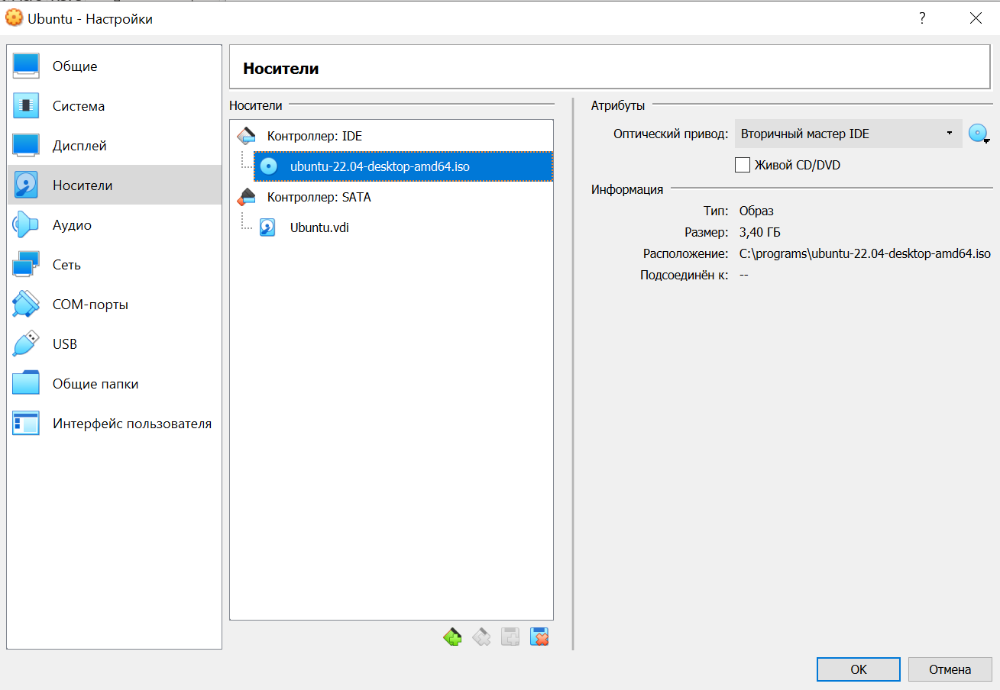 Ubuntu - Настройки
?
Общие
Система
Дисплей
Носители
Аудио
Сеть
COM-порты
USB
Общие папки
Интерфейс пользователя
Носители
Носители
Контроллер: IDE
ubuntu-22.04-desktop-amd64.iso
Контроллер: SATA
Ubuntu.vdi
Атрибуты
Оптический привод: Вторичный мастер IDE
Живой CD/DVD
Информация
Тип: Образ
Размер: 3,40 ГБ
Расположение: C:\programs\ubuntu-22.04-desktop-amd64.iso
Подсоединён к: --
OK
Отмена